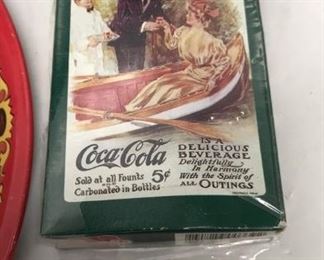 Coca-Cola
Sold at all Founts 5¢
and
Carbonated in Bottles
IS A
DELICIOUS
BEVERAGE
Delightfully
In Harmony
With the Spirit of
ALL OUTINGS